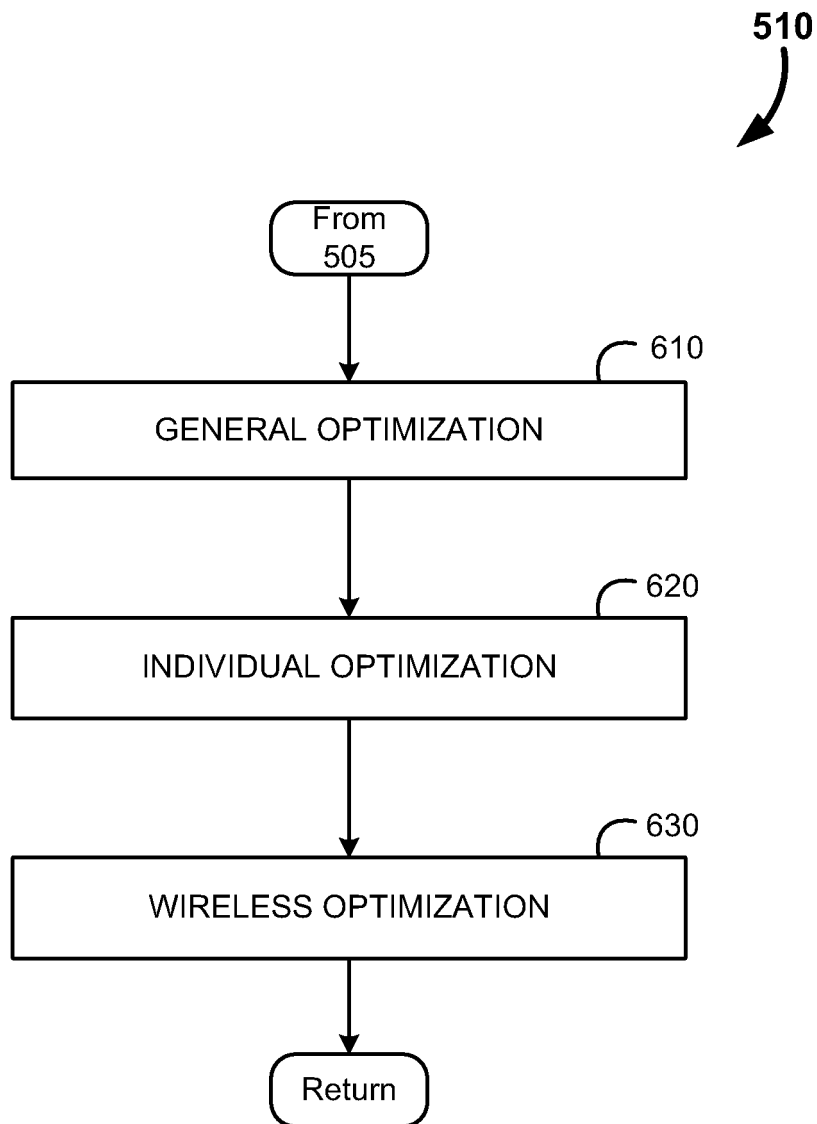 510
From
505
610
GENERAL OPTIMIZATION
620
INDIVIDUAL OPTIMIZATION
630
WIRELESS OPTIMIZATION
Return